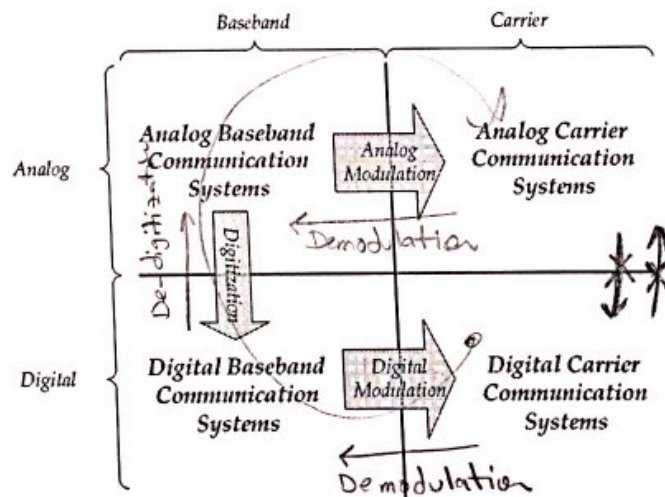 Baseband
Carrier
Analog
Analog Baseband
Communication
Systems
Analog
Modulation
Analog Carrier
Communication
Systems
Demodulation
De-digitization
Digitization
Digital
Digital Baseband
Communication
Systems
Digital
Modulation
Digital Carrier
Communication
Systems
Demodulation